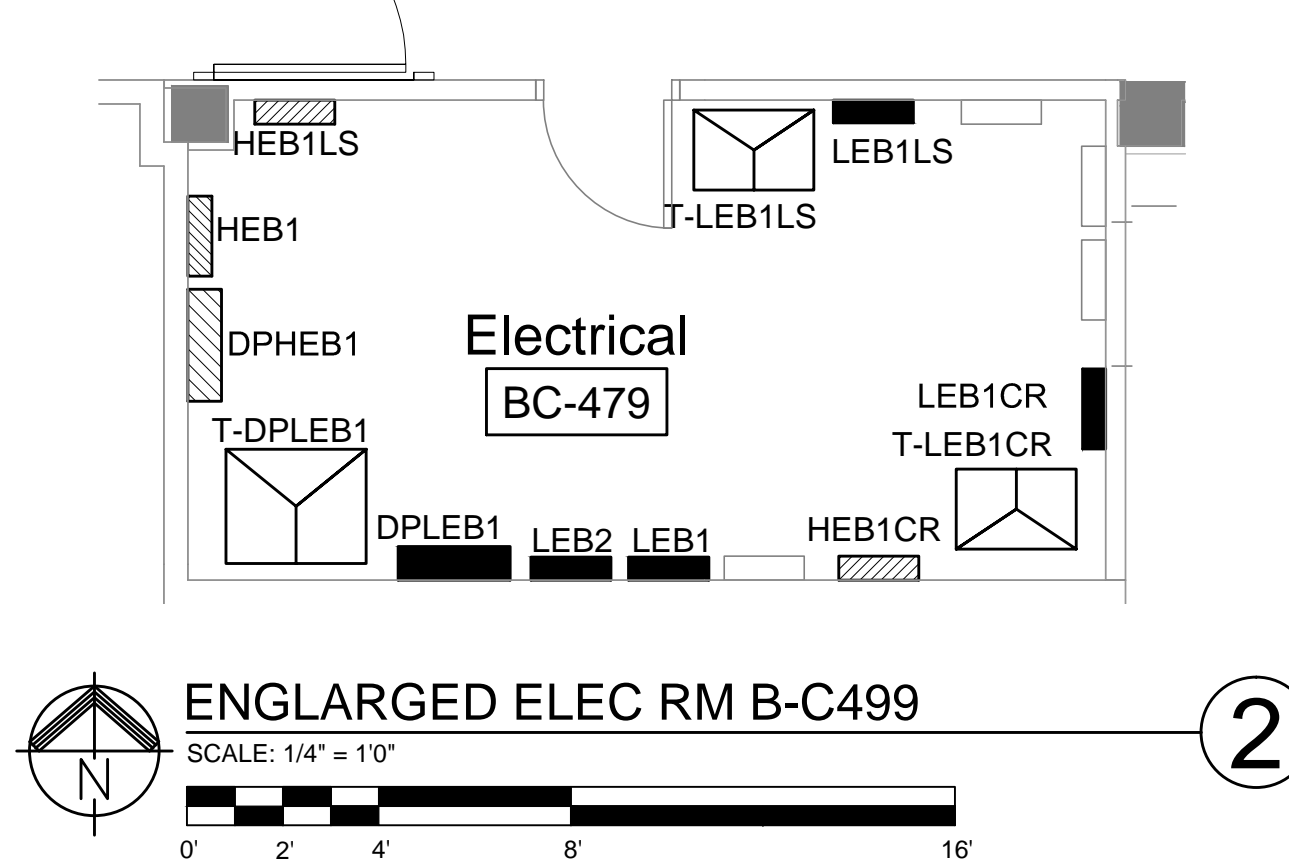 HEB1LS
LEB1LS
T-LEB1LS
HEB1
DPHEB1
Electrical
BC-479
LEB1CR
T-LEB1CR
T-DPLEB1
DPLEB1
LEB2
LEB1
HEB1CR
ENGLARGED ELEC RM B-C499
2
SCALE: 1/4" = 1'0"
N
0' 2' 4' 8' 16'